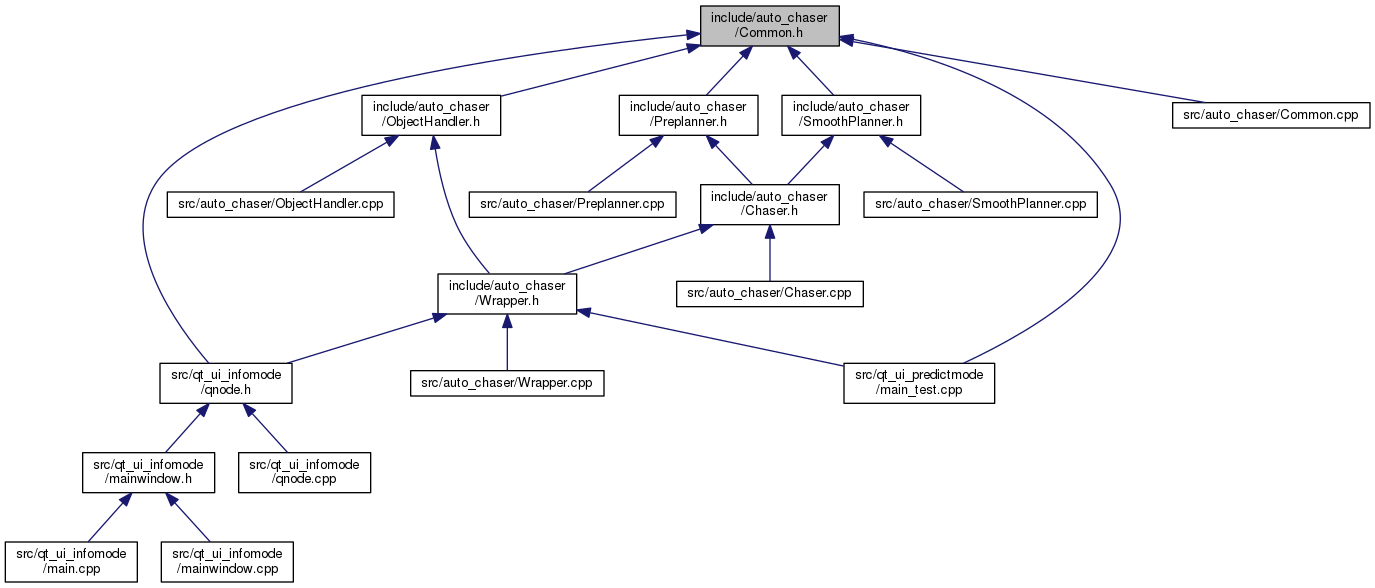 include/auto_chaser
/Common.h
include/auto_chaser
/ObjectHandler.h
include/auto_chaser
/Preplanner.h
include/auto_chaser
/SmoothPlanner.h
src/auto_chaser/Common.cpp
src/auto_chaser/ObjectHandler.cpp
src/auto_chaser/Preplanner.cpp
include/auto_chaser
/Chaser.h
src/auto_chaser/SmoothPlanner.cpp
include/auto_chaser
/Wrapper.h
src/auto_chaser/Chaser.cpp
src/qt_ui_infomode
/qnode.h
src/auto_chaser/Wrapper.cpp
src/qt_ui_predictmode
/main_test.cpp
src/qt_ui_infomode
/mainwindow.h
src/qt_ui_infomode
/qnode.cpp
src/qt_ui_infomode
/main.cpp
src/qt_ui_infomode
/mainwindow.cpp